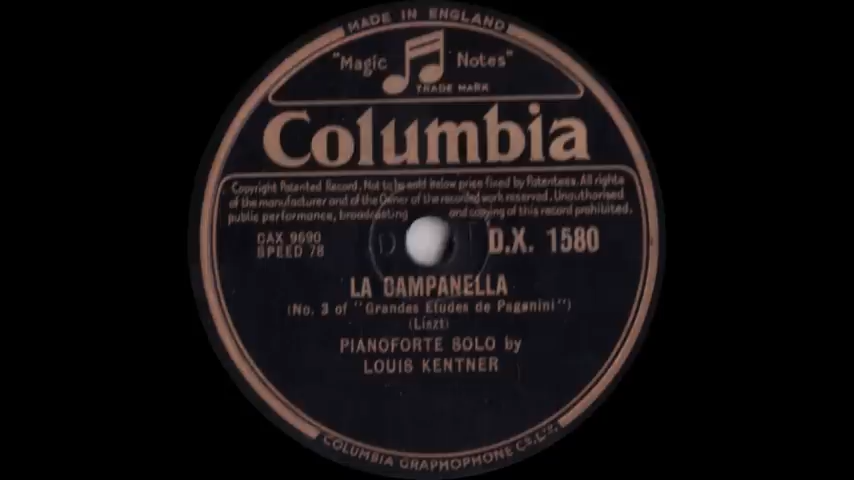 MADE IN ENGLAND
"Magic Notes"
TRADE MARK
Columbia
Copyright Patented Record. Not to be sold below price fixed by Patentees. All rights
of the manufacturer and of the Owner of the recorded work reserved. Unauthorised
public performance, broadcasting and copying of this record prohibited.
CAX 9690
SPEED 78
D.X. 1580
LA CAMPANELLA
(No. 3 of "Grandes Etudes de Paganini")
(Liszt)
PIANOFORTE SOLO by
LOUIS KENTNER
COLUMBIA GRAPHOPHONE Co. Ltd.